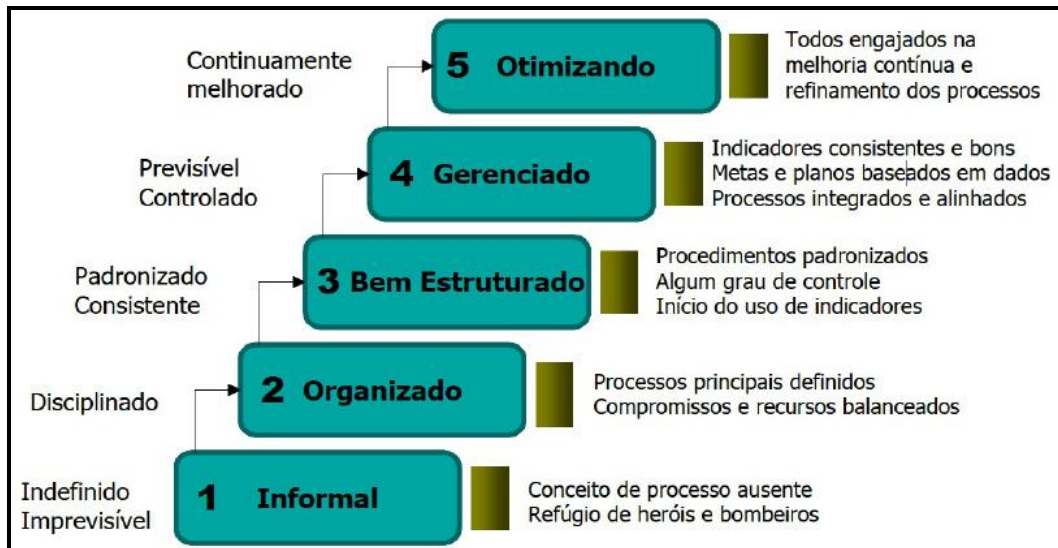 Continuamente
melhorado
5 Otimizando
Todos engajados na
melhoria contínua e
refinamento dos processos
Previsível
Controlado
4 Gerenciado
Indicadores consistentes e bons
Metas e planos baseados em dados
Processos integrados e alinhados
Padronizado
Consistente
3 Bem Estruturado
Procedimentos padronizados
Algum grau de controle
Início do uso de indicadores
Disciplinado
2 Organizado
Processos principais definidos
Compromissos e recursos balanceados
Indefinido
Imprevisível
1 Informal
Conceito de processo ausente
Refúgio de heróis e bombeiros